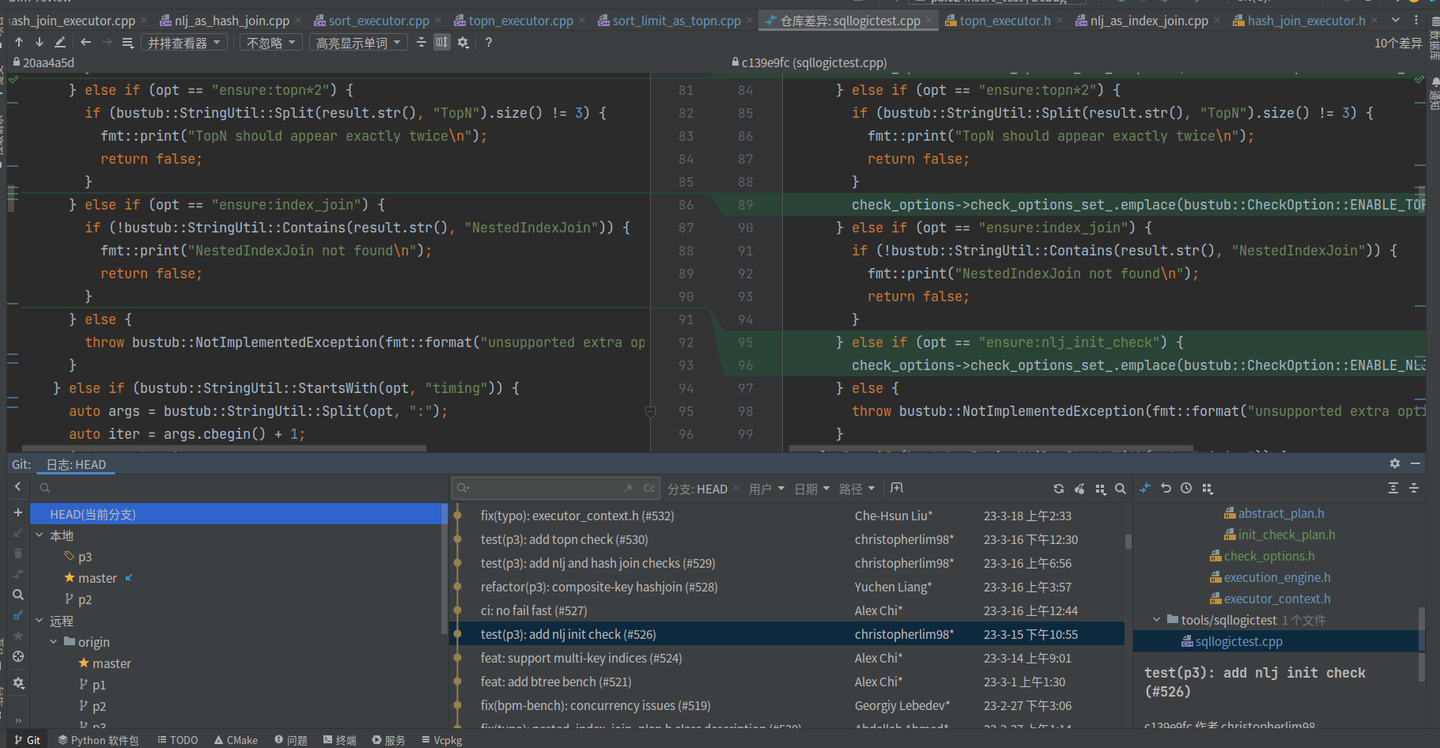 ash_join_executor.cpp nlj_as_hash_join.cpp sort_executor.cpp topn_executor.cpp sort_limit_as_topn.cpp 仓库差异: sqllogictest.cpp topn_executor.h nlj_as_index_join.cpp hash_join_executor.h
并排查看器 不忽略 高亮显示单词 ? 10个差异
20aa4a5d c139e9fc (sqllogictest.cpp)
数据库
通知
} else if (opt == "ensure:topn*2") { 81 84 } else if (opt == "ensure:topn*2") {
if (bustub::StringUtil::Split(result.str(), "TopN").size() != 3) { 82 85 if (bustub::StringUtil::Split(result.str(), "TopN").size() != 3) {
fmt::print("TopN should appear exactly twice\n"); 83 86 fmt::print("TopN should appear exactly twice\n");
return false; 84 87 return false;
} 85 88 }
} else if (opt == "ensure:index_join") { 86 89 check_options->check_options_set_.emplace(bustub::CheckOption::ENABLE_TOP
if (!bustub::StringUtil::Contains(result.str(), "NestedIndexJoin")) { 87 90 } else if (opt == "ensure:index_join") {
fmt::print("NestedIndexJoin not found\n"); 88 91 if (!bustub::StringUtil::Contains(result.str(), "NestedIndexJoin")) {
return false; 89 92 fmt::print("NestedIndexJoin not found\n");
} 90 93 return false;
} else { 91 94 }
throw bustub::NotImplementedException(fmt::format("unsupported extra op 92 95 } else if (opt == "ensure:nlj_init_check") {
} 93 96 check_options->check_options_set_.emplace(bustub::CheckOption::ENABLE_NLJ
} else if (bustub::StringUtil::StartsWith(opt, "timing")) { 94 97 } else {
auto args = bustub::StringUtil::Split(opt, ":"); 95 98 throw bustub::NotImplementedException(fmt::format("unsupported extra opti
auto iter = args.cbegin() + 1; 96 99 }
Git: 日志: HEAD
.* Cc 分支: HEAD 用户 日期 路径
HEAD(当前分支)
本地
p3
master
p2
远程
origin
master
p1
p2
p3
fix(typo): executor_context.h (#532) Che-Hsun Liu* 23-3-18 上午2:33
test(p3): add topn check (#530) christopherlim98* 23-3-16 下午12:30
test(p3): add nlj and hash join checks (#529) christopherlim98* 23-3-16 上午6:56
refactor(p3): composite-key hashjoin (#528) Yuchen Liang* 23-3-16 上午3:57
ci: no fail fast (#527) Alex Chi* 23-3-16 上午12:44
test(p3): add nlj init check (#526) christopherlim98* 23-3-15 下午10:55
feat: support multi-key indices (#524) Alex Chi* 23-3-14 上午9:01
feat: add btree bench (#521) Alex Chi* 23-3-1 上午1:30
fix(bpm-bench): concurrency issues (#519) Georgiy Lebedev* 23-2-27 下午3:06
abstract_plan.h
init_check_plan.h
check_options.h
execution_engine.h
executor_context.h
tools/sqllogictest 1 个文件
sqllogictest.cpp
test(p3): add nlj init check
(#526)
c139e9fc 作者 christopherlim98
Git Python 软件包 TODO CMake 问题 终端 服务 Vcpkg